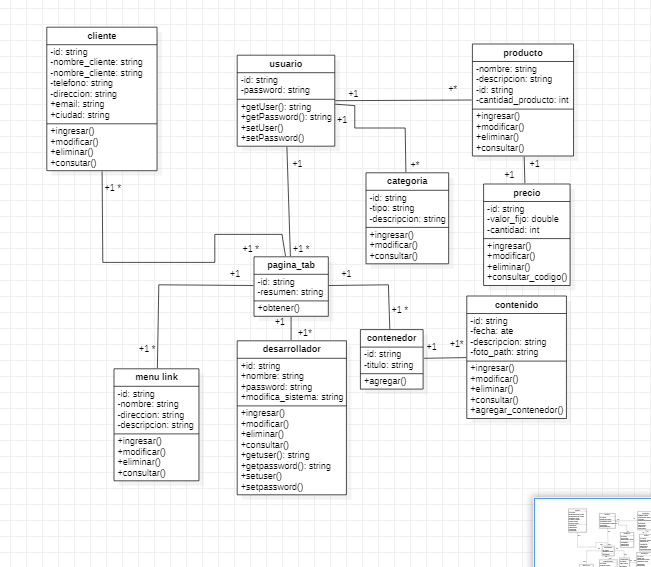 cliente
-id: string
-nombre_cliente: string
-nombre_cliente: string
-telefono: string
-direccion: string
+email: string
+ciudad: string
+ingresar()
+modificar()
+eliminar()
+consutar()
+1 *
usuario
-id: string
-password: string
+getUser(): string
+getPassword(): string
+setUser()
+setPassword()
+1
+*
+1
+*
+1
+1 *
+1 *
producto
-nombre: string
-descripcion: string
-id: string
-cantidad_producto: int
+ingresar()
+modificar()
+eliminar()
+consultar()
+1
+1
categoria
-id: string
-tipo: string
-descripcion: string
+ingresar()
+modificar()
+consultar()
precio
-id: string
-valor_fijo: double
-cantidad: int
+ingresar()
+modificar()
+eliminar()
+consultar_codigo()
pagina_tab
-id: string
-resumen: string
+obtener()
+1
+1 *
+1
+1 *
+1
+1*
contenido
-id: string
-fecha: ate
-descripcion: string
-foto_path: string
+ingresar()
+modificar()
+eliminar()
+consultar()
+agregar_contenedor()
contenedor
-id: string
-titulo: string
+agregar()
+1
+1*
desarrollador
+id: string
+nombre: string
+password: string
+modifica_sistema: string
+ingresar()
+modificar()
+eliminar()
+consultar()
+getuser(): string
+getpassword(): string
+setuser()
+setpassword()
menu link
-id: string
-nombre: string
-direccion: string
-descripcion: string
+ingresar()
+modificar()
+eliminar()
+consultar()